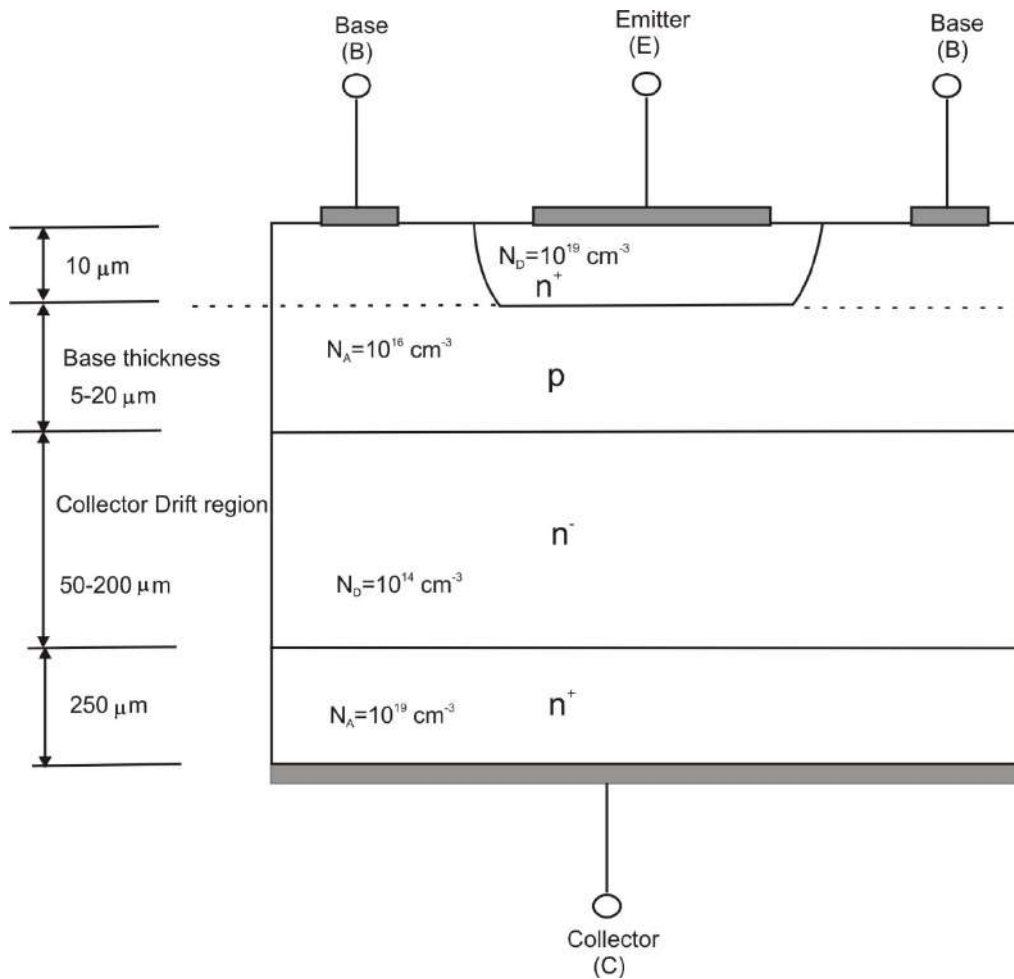 Base
(B)
Emitter
(E)
Base
(B)
10 μm
N_D=10^19 cm^-3
n^+
Base thickness
5-20 μm
N_A=10^16 cm^-3
p
Collector Drift region
50-200 μm
n^-
N_D=10^14 cm^-3
250 μm
N_A=10^19 cm^-3
n^+
Collector
(C)